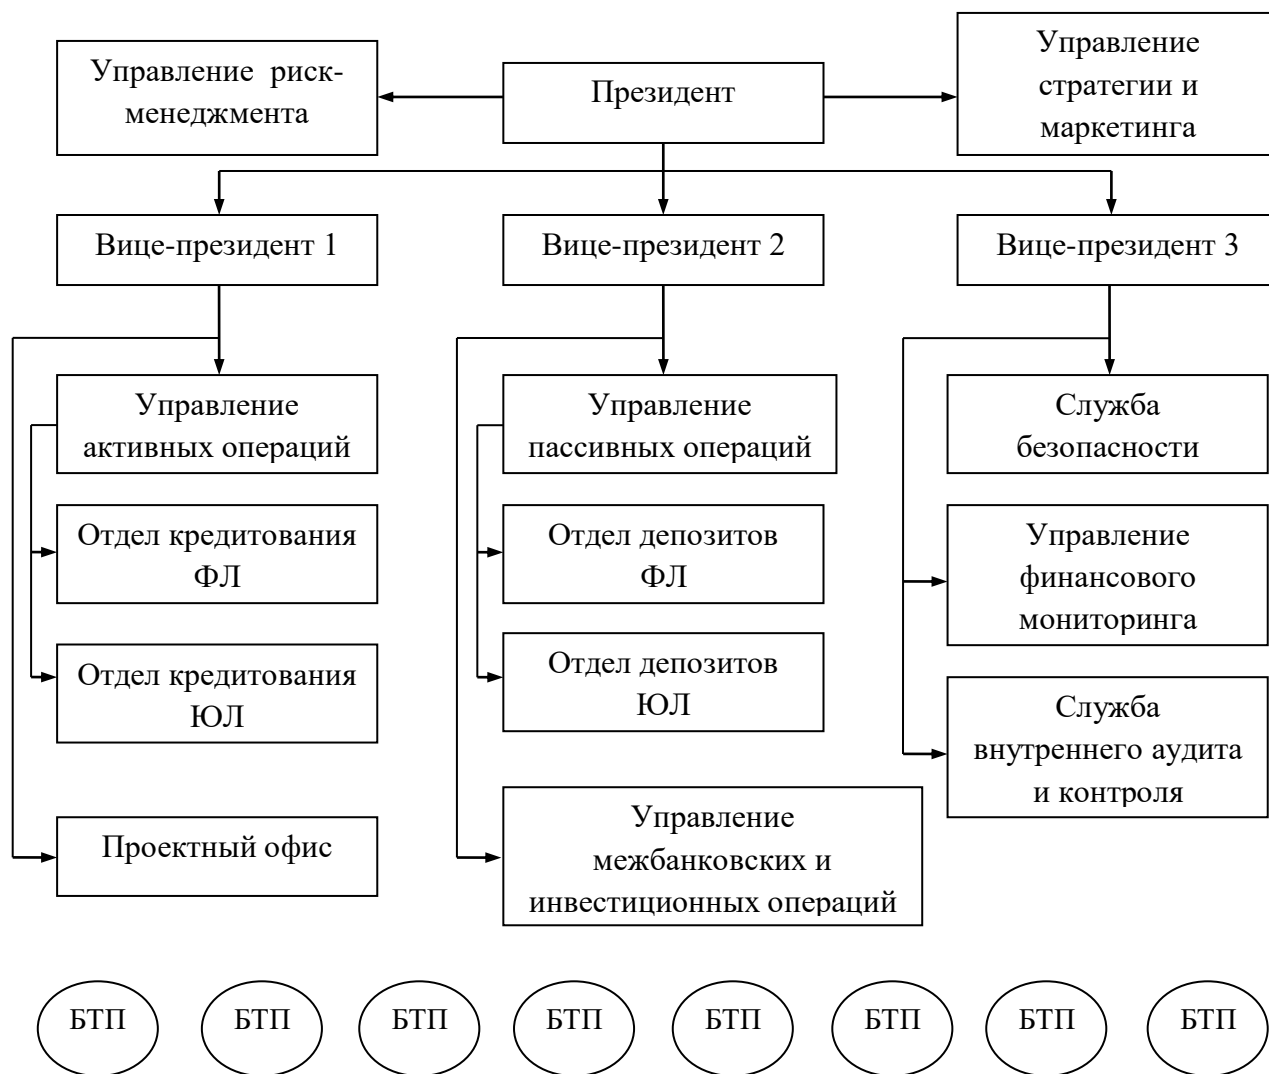 Управление риск-
менеджмента
Президент
Управление
стратегии и
маркетинга
Вице-президент 1
Вице-президент 2
Вице-президент 3
Управление
активных операций
Управление
пассивных операций
Служба
безопасности
Отдел кредитования
ФЛ
Отдел депозитов
ФЛ
Управление
финансового
мониторинга
Отдел кредитования
ЮЛ
Отдел депозитов
ЮЛ
Служба
внутреннего аудита
и контроля
Проектный офис
Управление
межбанковских и
инвестиционных операций
БТП
БТП
БТП
БТП
БТП
БТП
БТП
БТП